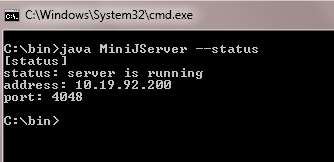 C:\Windows\System32\cmd.exe
C:\bin>java MiniJServer --status
[status]
status: server is running
address: 10.19.92.200
port: 4048
C:\bin>